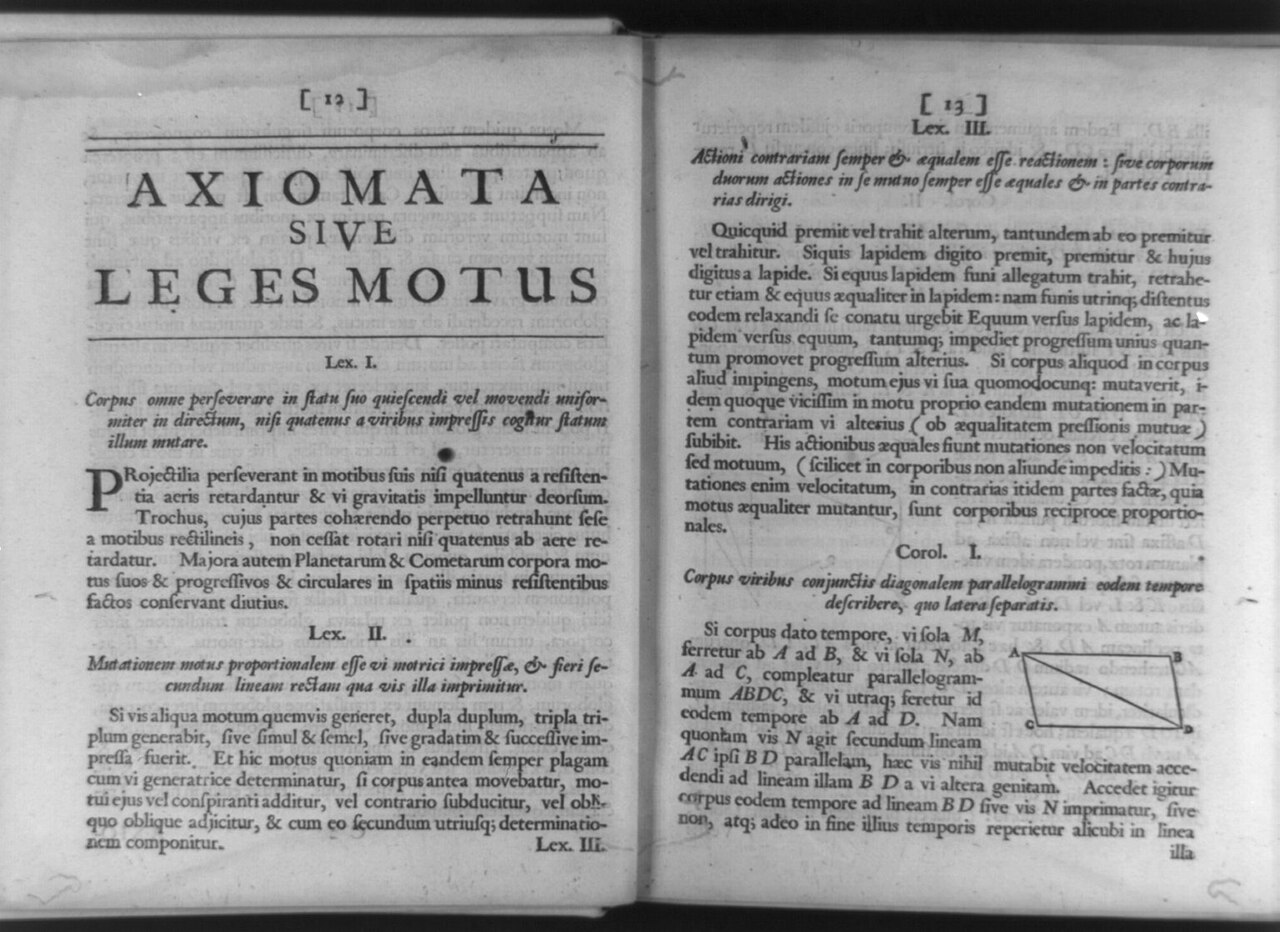 [ 12 ]
AXIOMATA
SIVE
LEGES MOTUS
Lex. I.
Corpus omne perſeverare in ſtatu ſuo quieſcendi vel movendi unifor-
miter in directum, niſi quatenus a viribus impreſſis cogitur ſtatum
illum mutare.
PRojectilia perſeverant in motibus ſuis niſi quatenus a reſiſten-
tia aeris retardantur & vi gravitatis impelluntur deorſum.
Trochus, cujus partes cohærendo perpetuo retrahunt ſeſe
a motibus rectilineis, non ceſſat rotari niſi quatenus ab aere re-
tardatur. Majora autem Planetarum & Cometarum corpora mo-
tus ſuos & progreſſivos & circulares in ſpatiis minus reſiſtentibus
factos conſervant diutius.
Lex. II.
Mutationem motus proportionalem eſſe vi motrici impreſſæ, & fieri ſe-
cundum lineam rectam qua vis illa imprimitur.
Si vis aliqua motum quemvis generet, dupla duplum, tripla tri-
plum generabit, ſive ſimul & ſemel, ſive gradatim & ſucceſſive im-
preſſa fuerit. Et hic motus quoniam in eandem ſemper plagam
cum vi generatrice determinatur, ſi corpus antea movebatur, mo-
tui ejus vel conſpiranti additur, vel contrario ſubducitur, vel obli-
quo oblique adjicitur, & cum eo ſecundum utriuſq; determinatio-
nem componitur.
Lex. III.
[ 13 ]
Lex. III.
Actioni contrariam ſemper & æqualem eſſe reactionem: ſive corporum
duorum actiones in ſe mutuo ſemper eſſe æquales & in partes contra-
rias dirigi.
Quicquid premit vel trahit alterum, tantundem ab eo premitur
vel trahitur. Siquis lapidem digito premit, premitur & hujus
digitus a lapide. Si equus lapidem funi allegatum trahit, retrahe-
tur etiam & equus æqualiter in lapidem: nam funis utrinq; diſtentus
eodem relaxandi ſe conatu urgebit Equum verſus lapidem, ac la-
pidem verſus equum, tantumq; impediet progreſſum unius quan-
tum promovet progreſſum alterius. Si corpus aliquod in corpus
aliud impingens, motum ejus vi ſua quomodocunq: mutaverit, i-
dem quoque viciſſim in motu proprio eandem mutationem in par-
tem contrariam vi alterius ( ob æqualitatem preſſionis mutuæ )
ſubibit. His actionibus æquales fiunt mutationes non velocitatum
ſed motuum, ( ſcilicet in corporibus non aliunde impeditis : ) Mu-
tationes enim velocitatum, in contrarias itidem partes factæ, quia
motus æqualiter mutantur, ſunt corporibus reciproce proportio-
nales.
Corol. I.
Corpus viribus conjunctis diagonalem parallelogrammi eodem tempore
deſcribere, quo latera ſeparatis.
Si corpus dato tempore, vi ſola M,
ferretur ab A ad B, & vi ſola N, ab
A ad C, compleatur parallelogram-
mum ABDC, & vi utraq; feretur id
eodem tempore ab A ad D. Nam
quoniam vis N agit ſecundum lineam
AC ipſi BD parallelam, hæc vis nihil mutabit velocitatem acce-
dendi ad lineam illam BD a vi altera genitam. Accedet igitur
corpus eodem tempore ad lineam BD ſive vis N imprimatur, ſive
non, atq; adeo in fine illius temporis reperietur alicubi in linea
illa
A
B
C
D